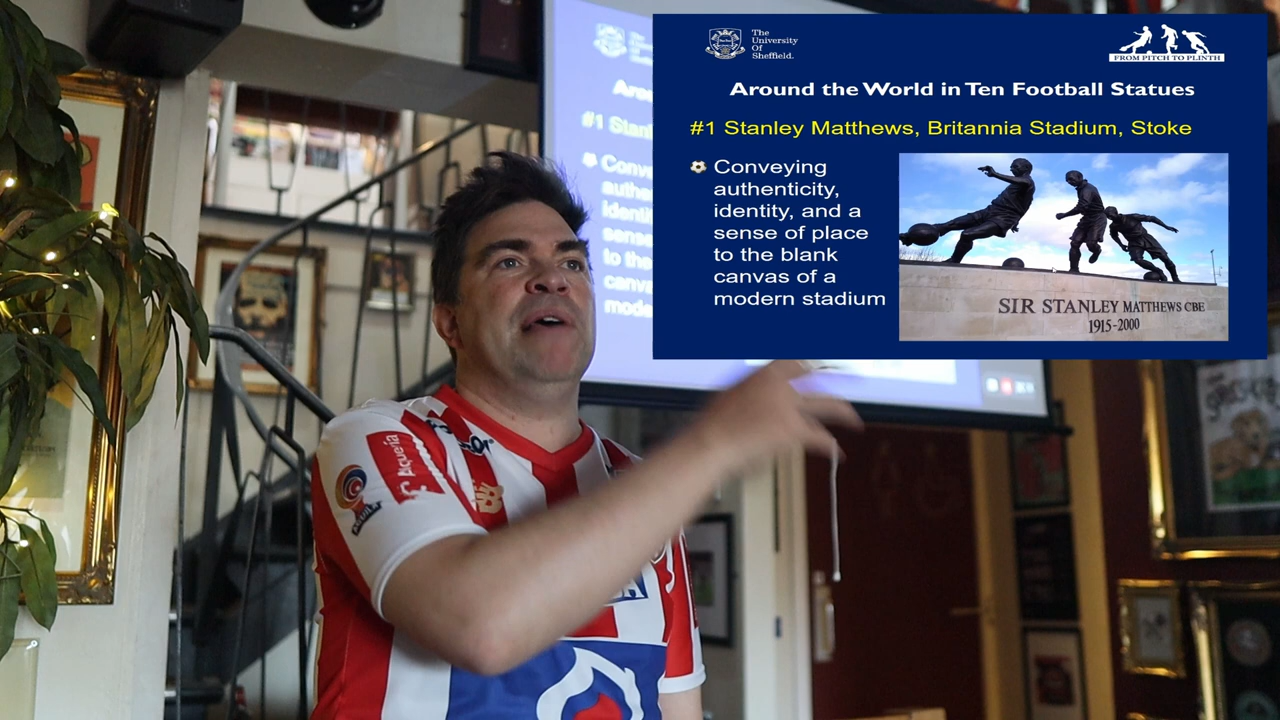 The
University
Of
Sheffield.
FROM PITCH TO PLINTH
Around the World in Ten Football Statues
#1 Stanley Matthews, Britannia Stadium, Stoke
Conveying
authenticity,
identity, and a
sense of place
to the blank
canvas of a
modern stadium
SIR STANLEY MATTHEWS CBE
1915-2000
Aqueria